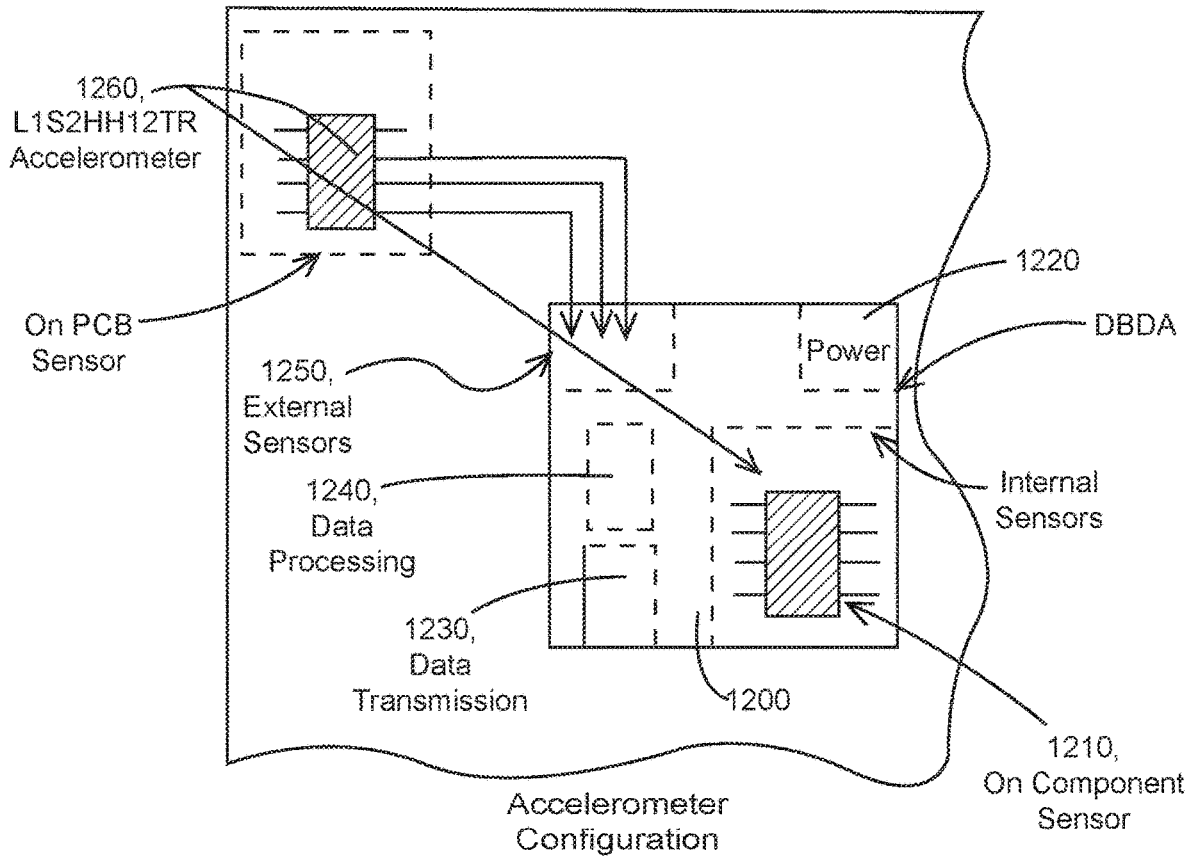 1260,
L1S2HH12TR
Accelerometer
On PCB
Sensor
1250,
External
Sensors
1240,
Data
Processing
1230,
Data
Transmission
1200
1220
Power
DBDA
Internal
Sensors
1210,
On Component
Sensor
Accelerometer
Configuration